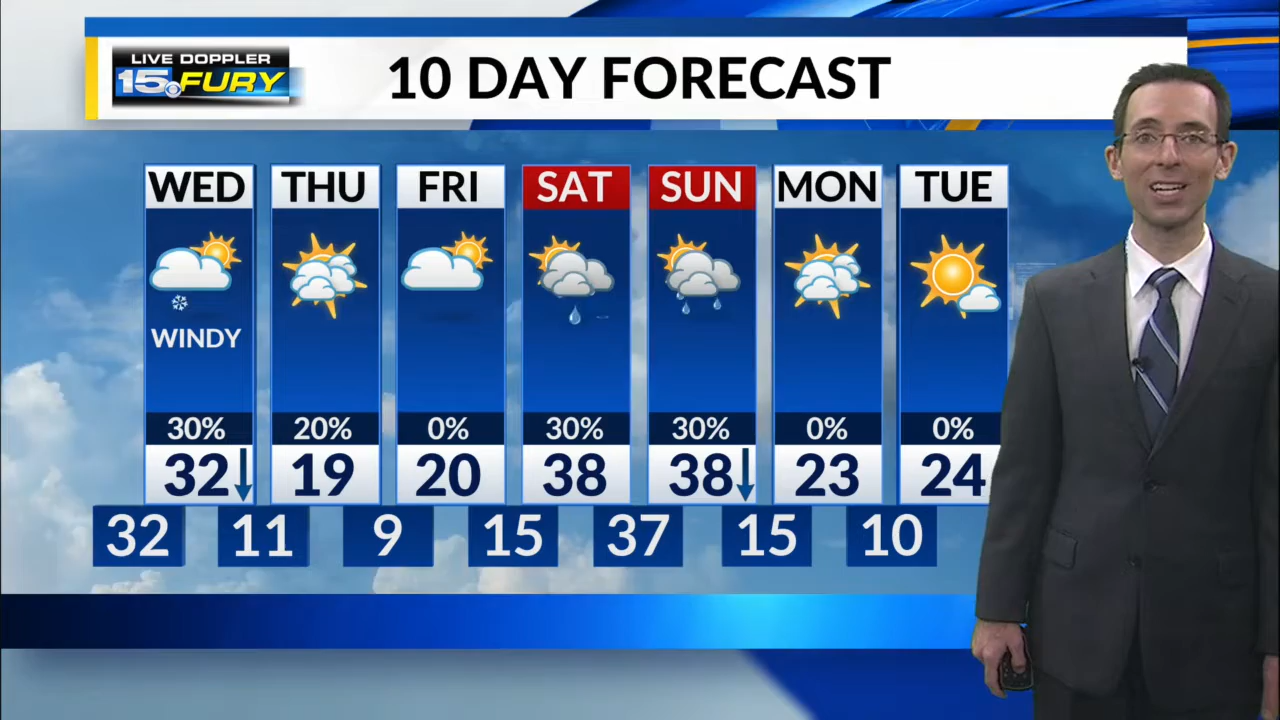 LIVE DOPPLER
15 FURY
10 DAY FORECAST
WED THU FRI SAT SUN MON TUE
WINDY
30% 20% 0% 30% 30% 0% 0%
32 19 20 38 38 23 24
32 11 9 15 37 15 10